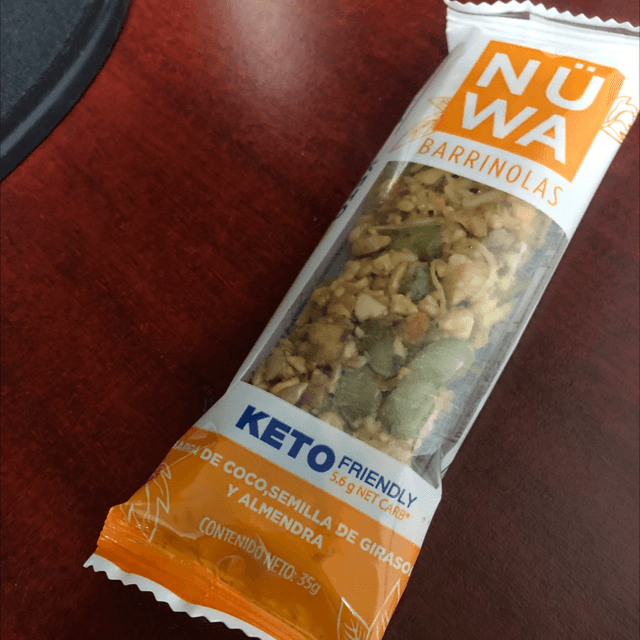 NÜ
WA
BARRINOLAS
KETO FRIENDLY
5.6 g NET CARB*
DE COCO,SEMILLA DE GIRASO
Y ALMENDRA
CONTENIDO NETO: 35g